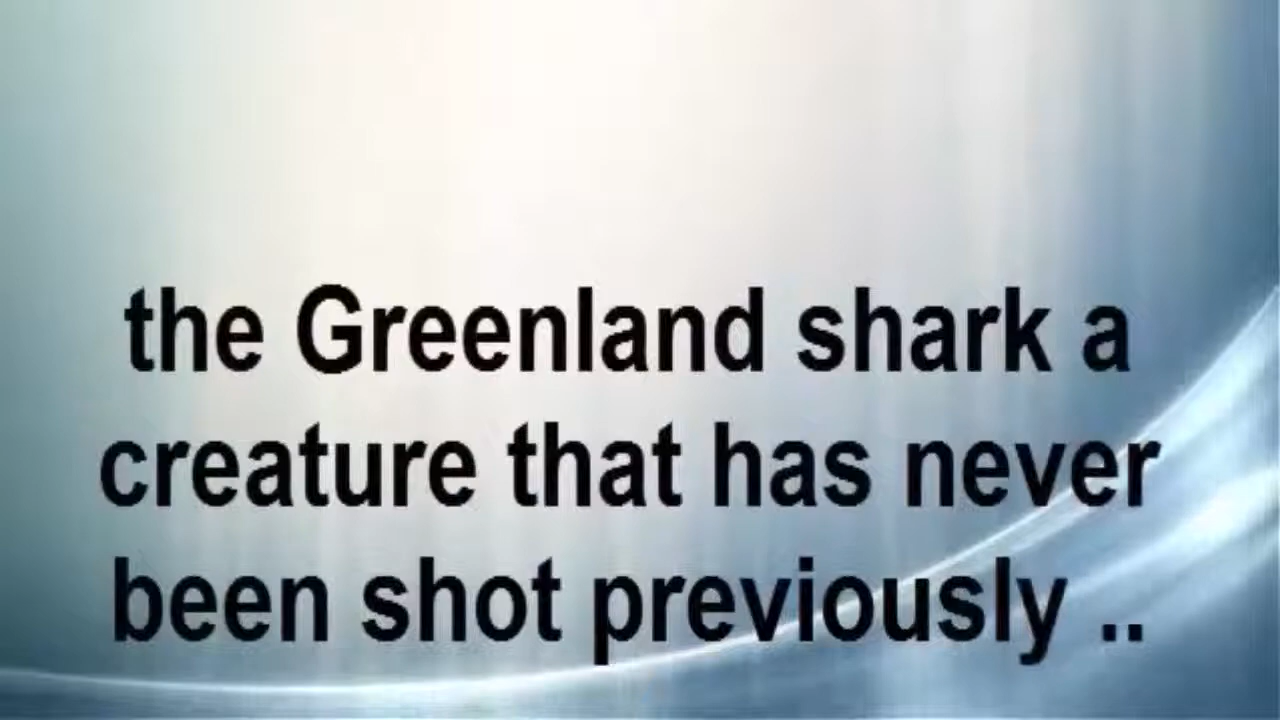 the Greenland shark a
creature that has never
been shot previously ..